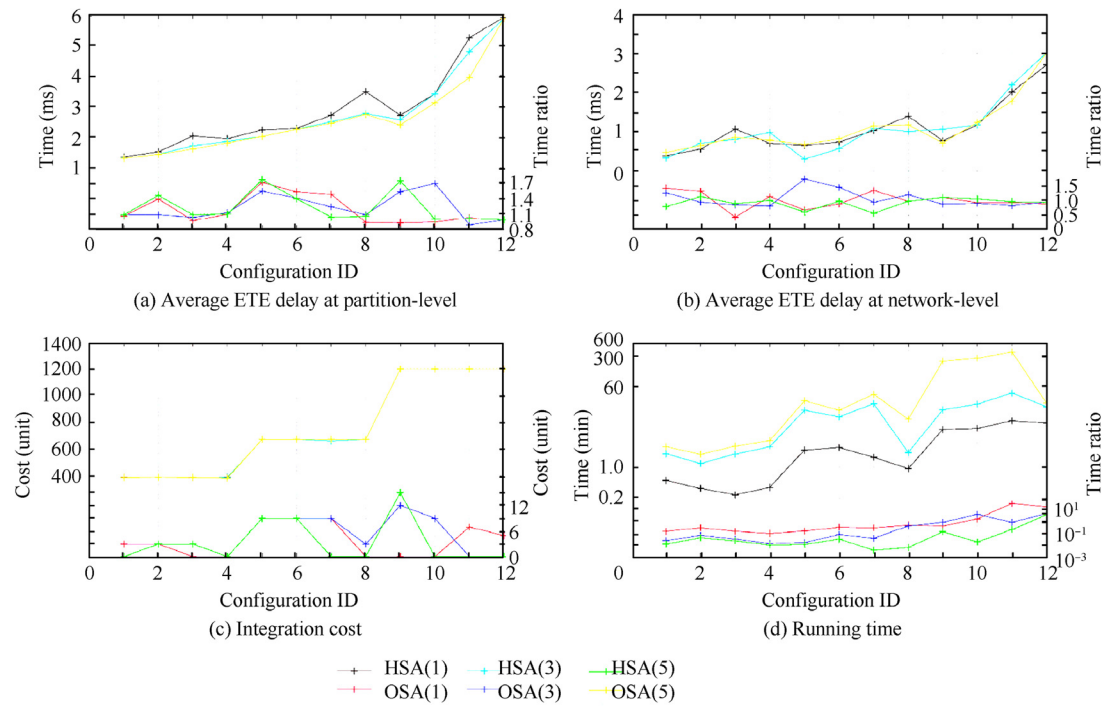 6
5
4
3
2
1
Time (ms)
1.7
1.4
1.1
0.8
Time ratio
0 2 4 6 8 10 12
Configuration ID
(a) Average ETE delay at partition-level
4
3
2
1
0
Time (ms)
1.5
1.0
0.5
0
Time ratio
0 2 4 6 8 10 12
Configuration ID
(b) Average ETE delay at network-level
1400
1200
1000
800
600
400
Cost (unit)
12
6
0
Cost (unit)
0 2 4 6 8 10 12
Configuration ID
(c) Integration cost
600
300
60
1.0
0.2
Time (min)
10¹
10⁻¹
10⁻³
Time ratio
0 2 4 6 8 10 12
Configuration ID
(d) Running time
HSA(1) HSA(3) HSA(5)
OSA(1) OSA(3) OSA(5)